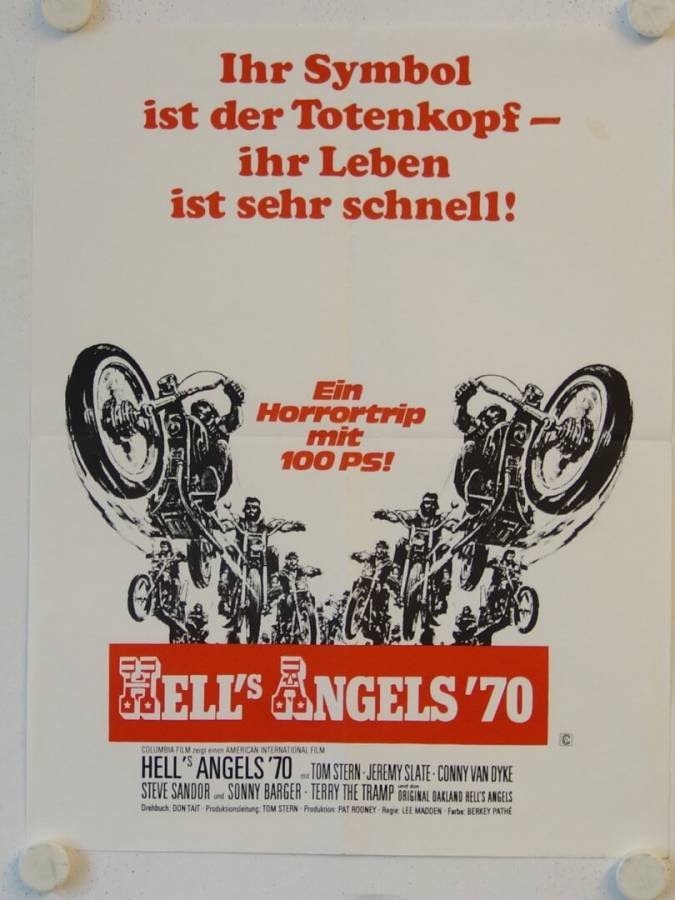 Ihr Symbol
ist der Totenkopf –
ihr Leben
ist sehr schnell!
Ein
Horrortrip
mit
100 PS!
HELL'S ANGELS '70
C
COLUMBIA FILM zeigt einen AMERICAN INTERNATIONAL FILM
HELL'S ANGELS '70 mit TOM STERN · JEREMY SLATE · CONNY VAN DYKE
STEVE SANDOR und SONNY BARGER · TERRY THE TRAMP und den ORIGINAL OAKLAND HELL'S ANGELS
Drehbuch: DON TAIT · Produktionsleitung: TOM STERN · Produktion: PAT ROONEY · Regie: LEE MADDEN · Farbe: BERKEY PATHÉ